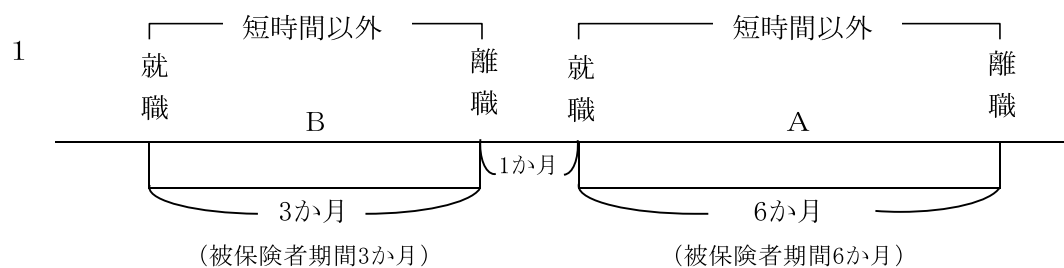 1
短時間以外
短時間以外
就職
離職
就職
離職
B
A
1か月
3か月
6か月
（被保険者期間3か月）
（被保険者期間6か月）